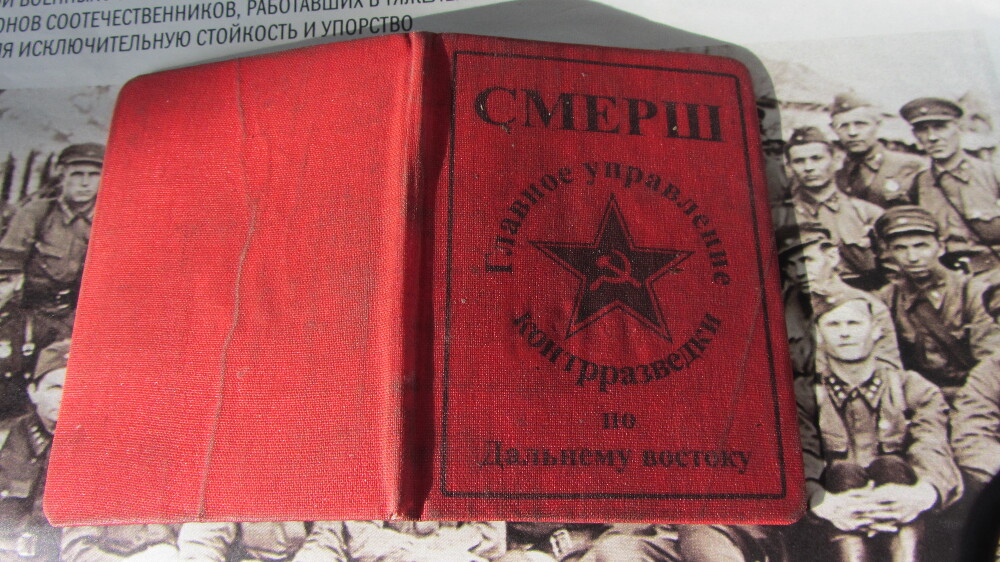 ОНОВ СООТЕЧЕСТВЕННИКОВ, РАБОТАВШИХ В
ИСКЛЮЧИТЕЛЬНУЮ СТОЙКОСТЬ И УПОРСТВО
СМЕРШ
Главное управление
контрразведки
по
Дальнему востоку